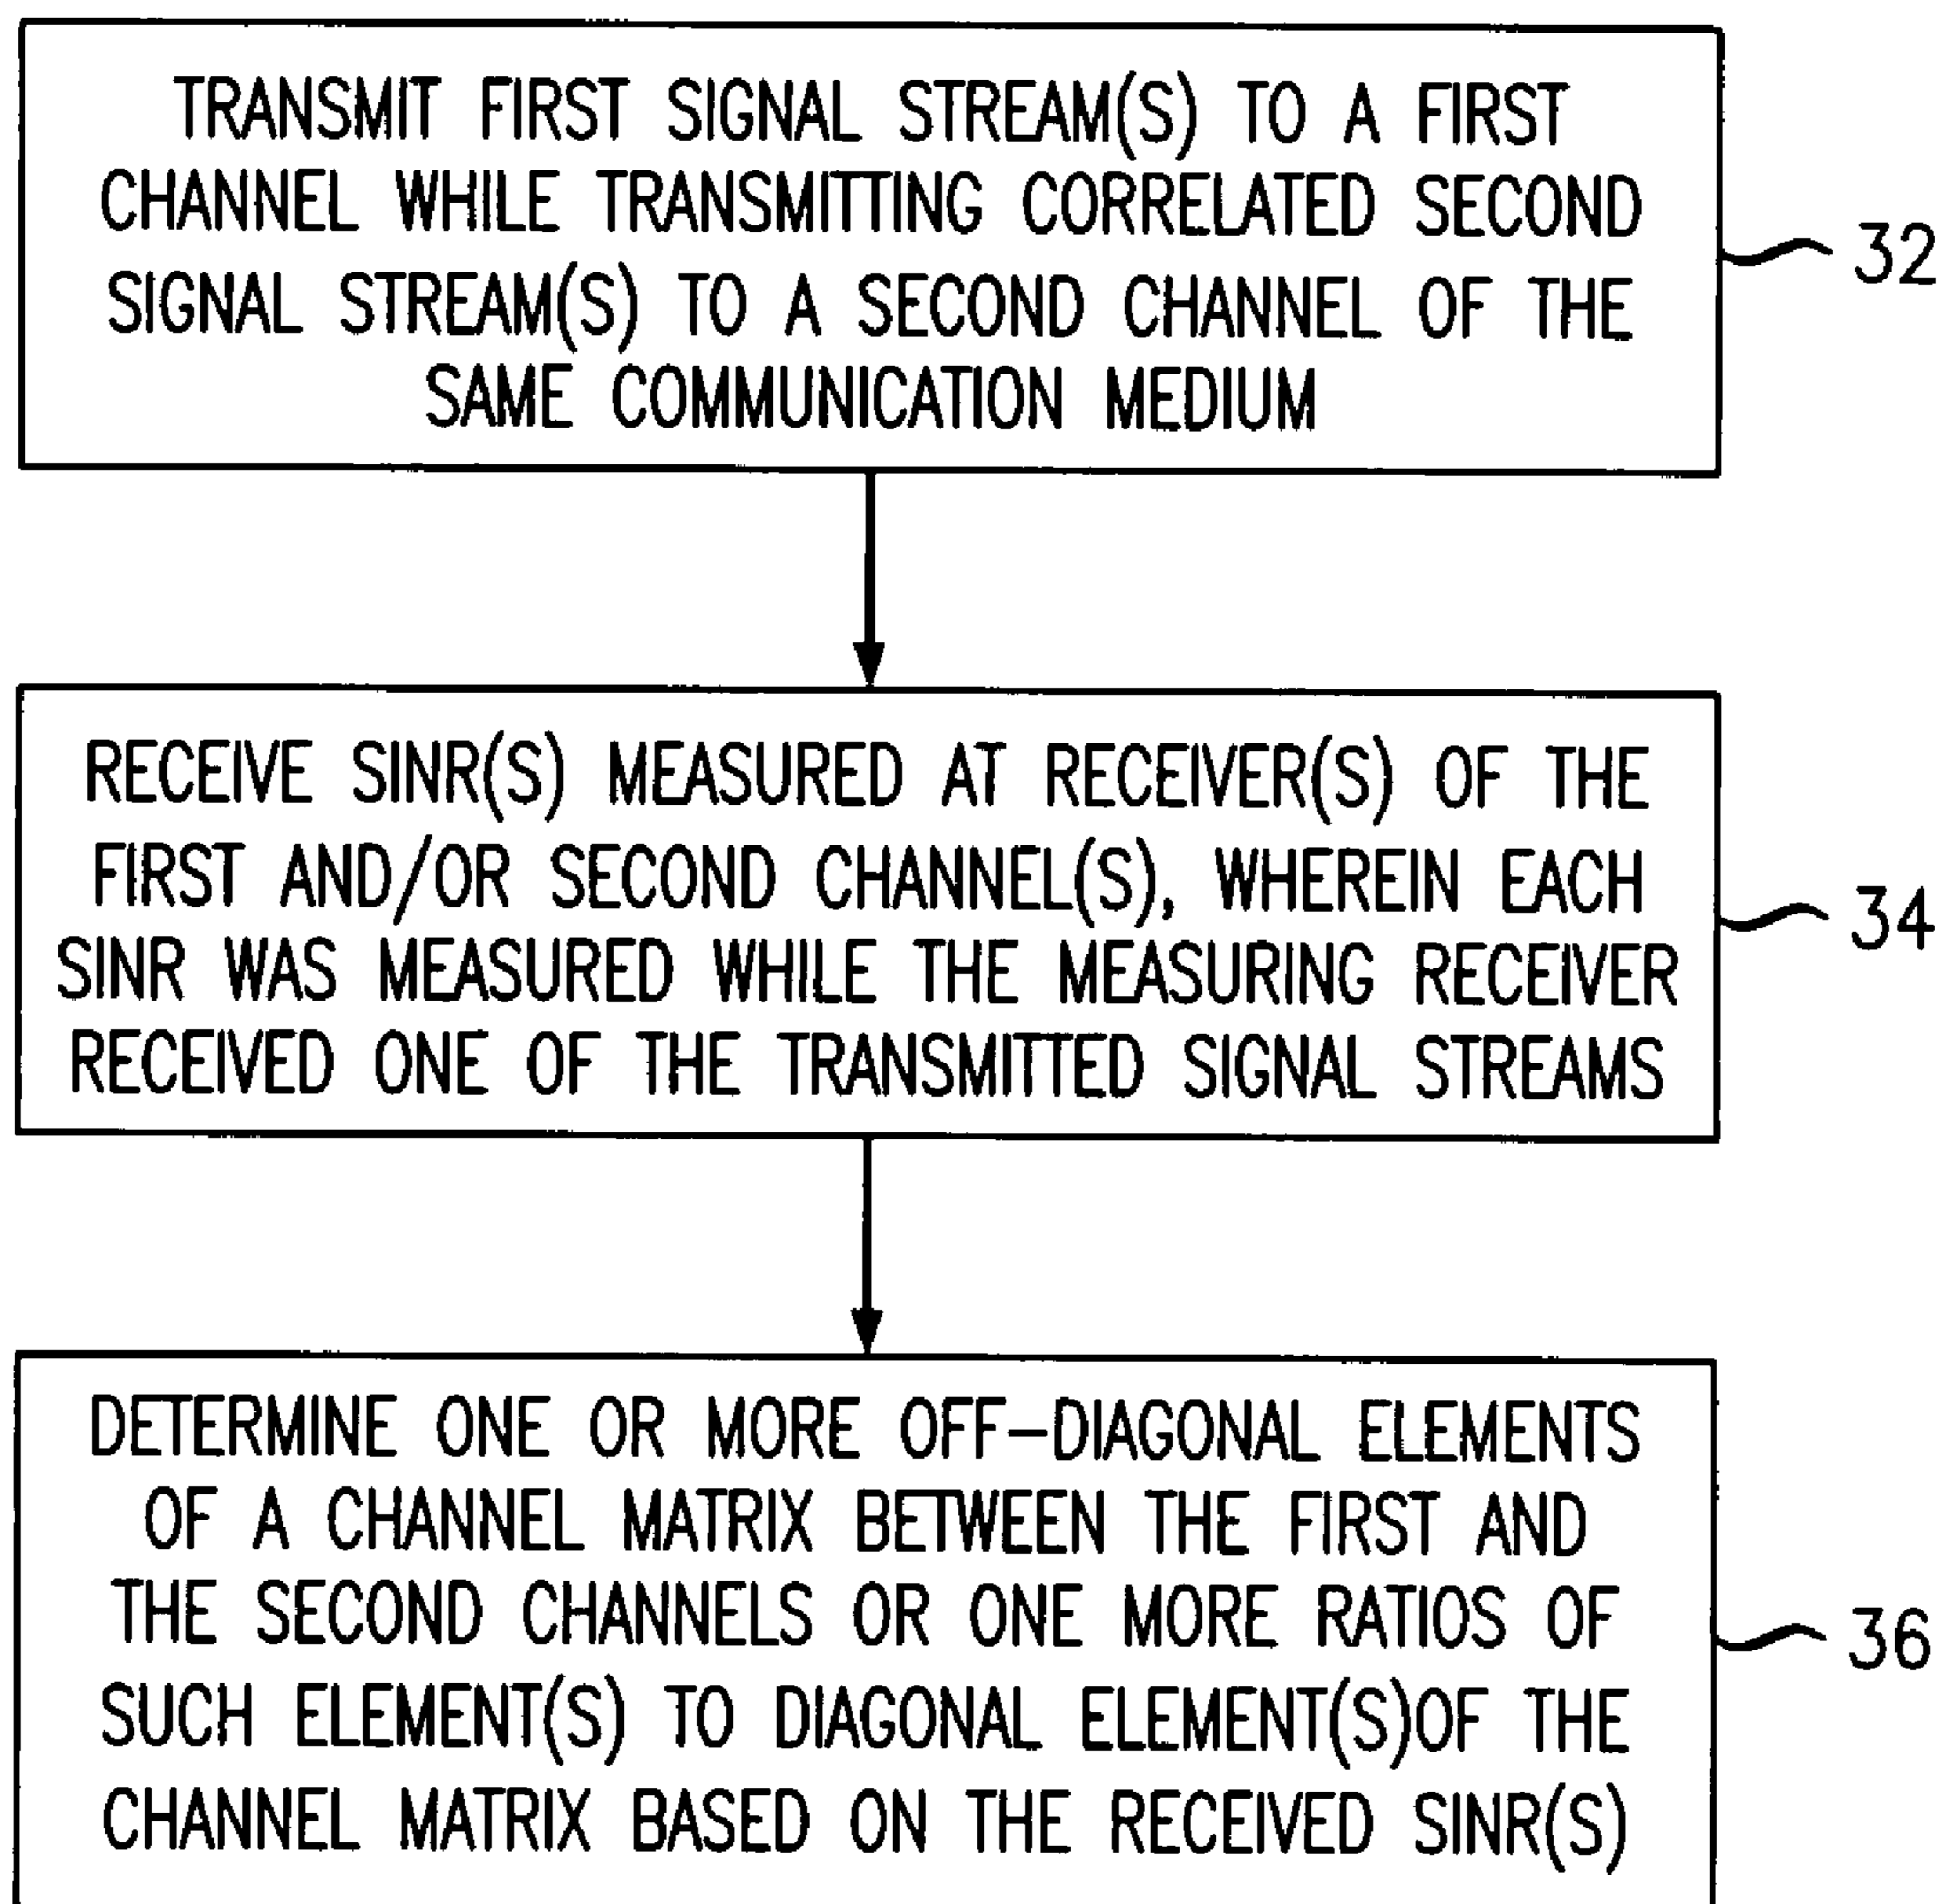 TRANSMIT FIRST SIGNAL STREAM(S) TO A FIRST
CHANNEL WHILE TRANSMITTING CORRELATED SECOND
SIGNAL STREAM(S) TO A SECOND CHANNEL OF THE
SAME COMMUNICATION MEDIUM
32
RECEIVE SINR(S) MEASURED AT RECEIVER(S) OF THE
FIRST AND/OR SECOND CHANNEL(S), WHEREIN EACH
SINR WAS MEASURED WHILE THE MEASURING RECEIVER
RECEIVED ONE OF THE TRANSMITTED SIGNAL STREAMS
34
DETERMINE ONE OR MORE OFF-DIAGONAL ELEMENTS
OF A CHANNEL MATRIX BETWEEN THE FIRST AND
THE SECOND CHANNELS OR ONE MORE RATIOS OF
SUCH ELEMENT(S) TO DIAGONAL ELEMENT(S)OF THE
CHANNEL MATRIX BASED ON THE RECEIVED SINR(S)
36